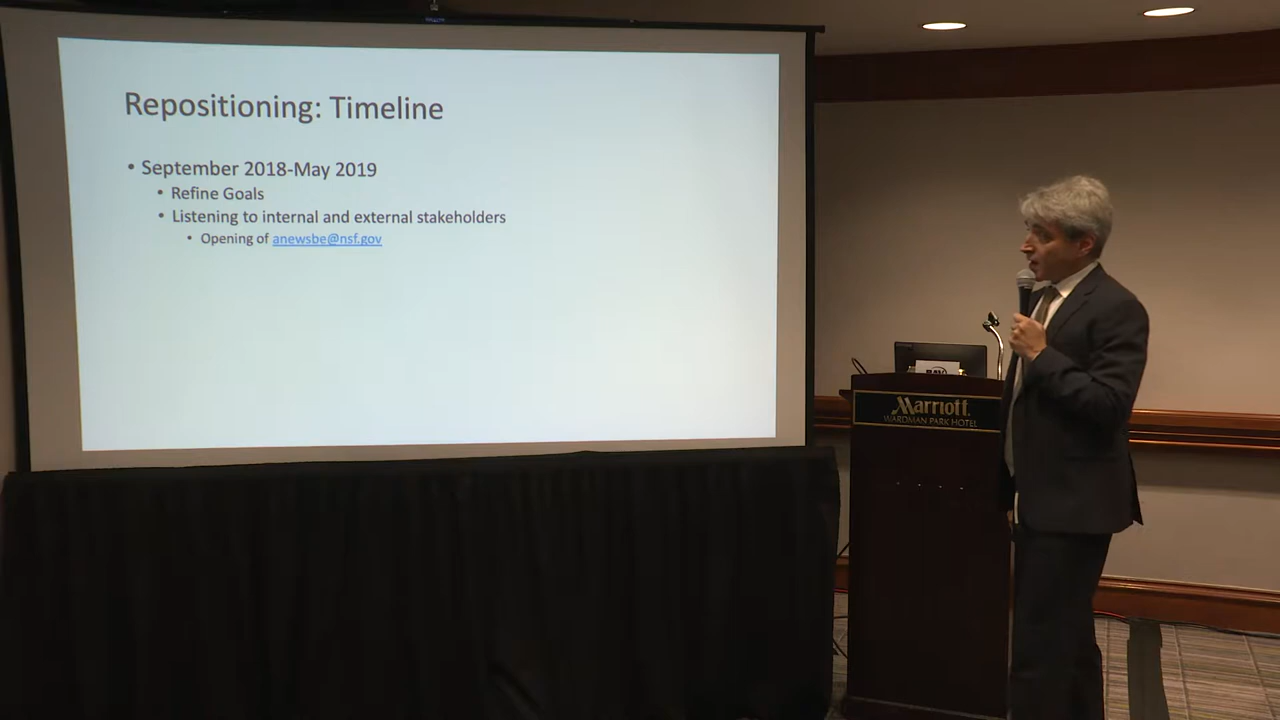 Repositioning: Timeline
• September 2018-May 2019
• Refine Goals
• Listening to internal and external stakeholders
• Opening of anewsbe@nsf.gov
Marriott
WARDMAN PARK HOTEL